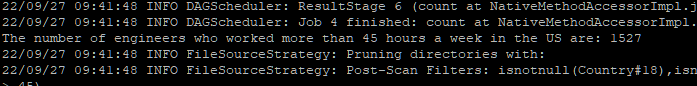 22/09/27 09:41:48 INFO DAGScheduler: ResultStage 6 (count at NativeMethodAccessorImpl.j
22/09/27 09:41:48 INFO DAGScheduler: Job 4 finished: count at NativeMethodAccessorImpl.
The number of engineers who worked more than 45 hours a week in the US are: 1527
22/09/27 09:41:48 INFO FileSourceStrategy: Pruning directories with:
22/09/27 09:41:48 INFO FileSourceStrategy: Post-Scan Filters: isnotnull(Country#18),isn
> 45)